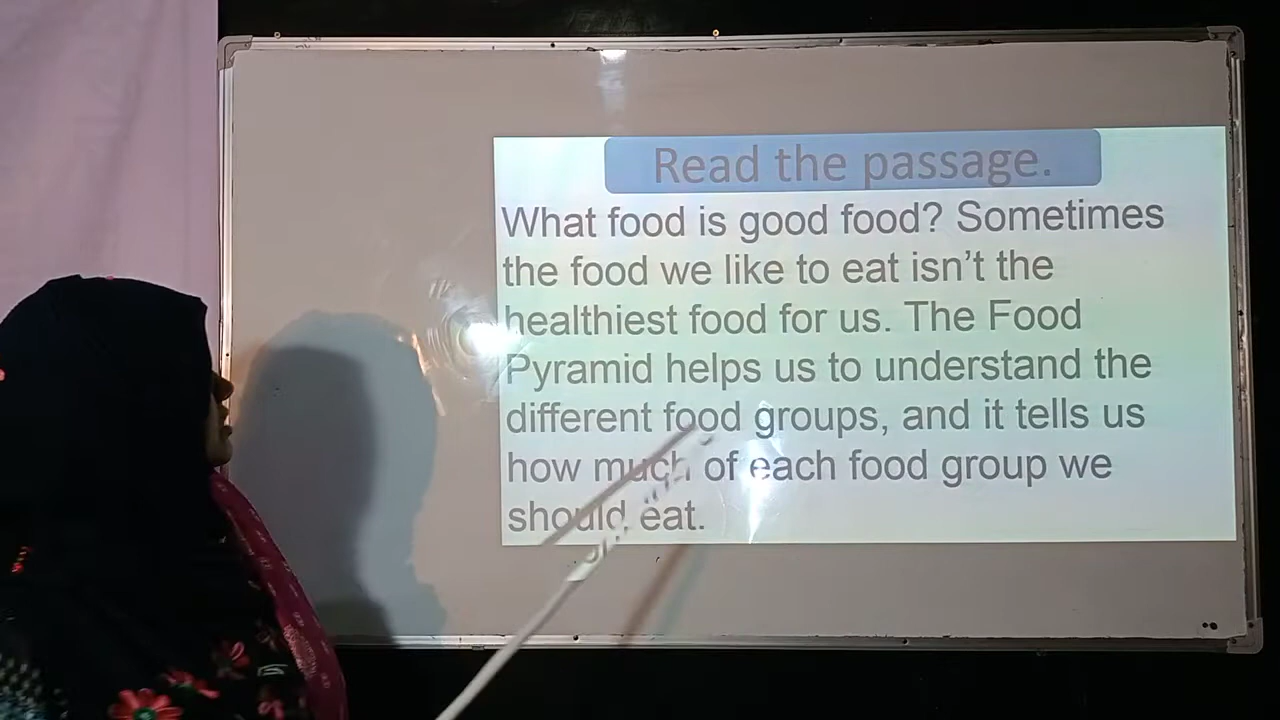 Read the passage.
What food is good food? Sometimes
the food we like to eat isn't the
healthiest food for us. The Food
Pyramid helps us to understand the
different food groups, and it tells us
how much of each food group we
should eat.